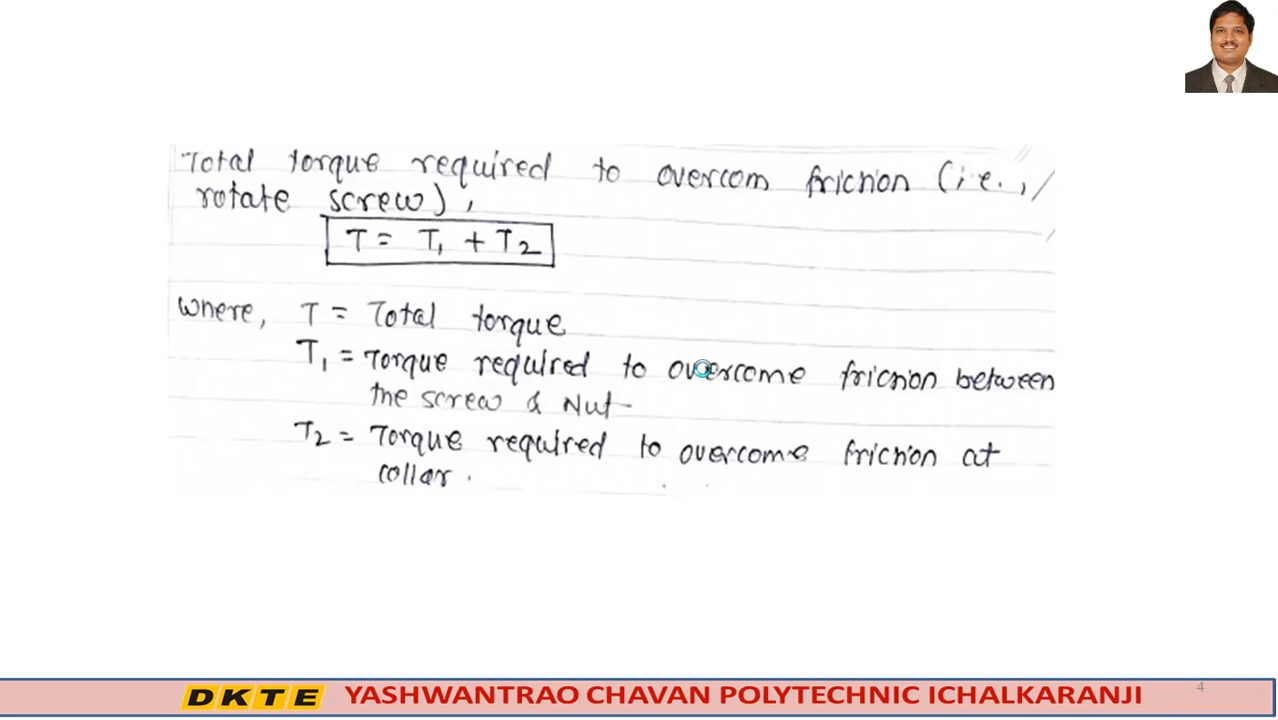 Total torque required to overcom friction (i.e.,
rotate screw),
T = T1 + T2
where, T = Total torque
T1 = Torque required to overcome friction between
the screw & Nut
T2 = Torque required to overcome friction at
collar.
DKTE YASHWANTRAO CHAVAN POLYTECHNIC ICHALKARANJI 4